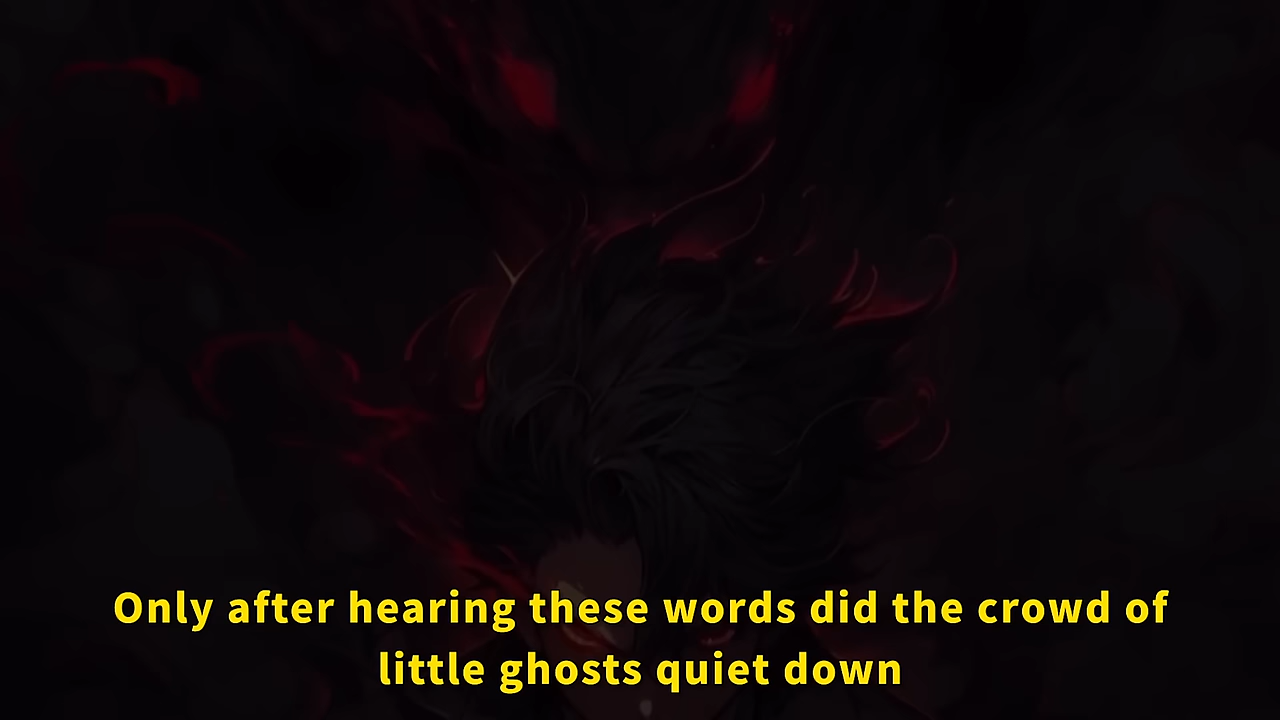 Only after hearing these words did the crowd of
little ghosts quiet down